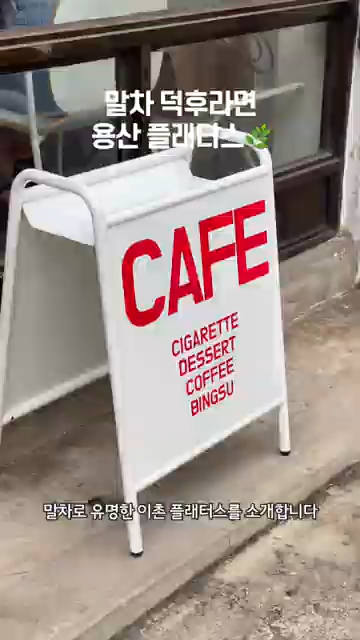 말차 덕후라면
용산 플래터스🌿
CAFE
CIGARETTE
DESSERT
COFFEE
BINGSU
말차로 유명한 이촌 플래터스를 소개합니다